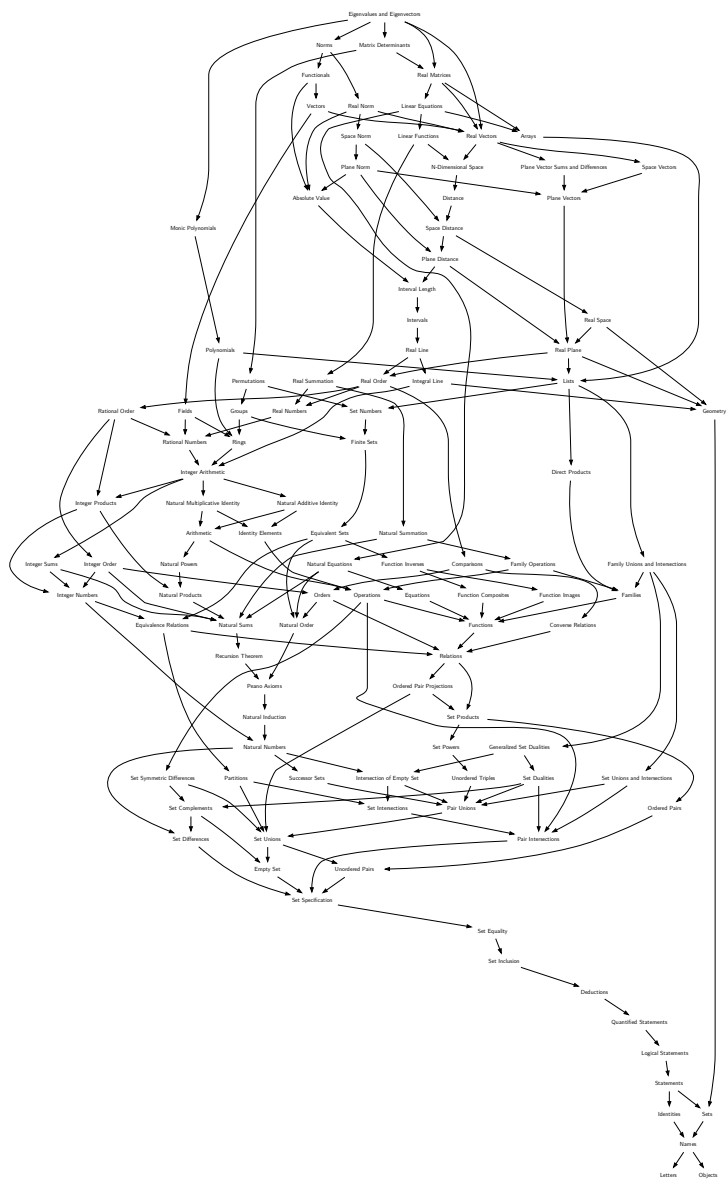 Eigenvalues and Eigenvectors
Norms
Matrix Determinants
Functionals
Real Matrices
Vectors
Real Norm
Linear Equations
Space Norm
Linear Functions
Real Vectors
Arrays
Plane Norm
N-Dimensional Space
Plane Vector Sums and Differences
Space Vectors
Absolute Value
Distance
Plane Vectors
Monic Polynomials
Space Distance
Plane Distance
Interval Length
Intervals
Real Space
Polynomials
Real Line
Real Plane
Permutations
Real Summation
Real Order
Integral Line
Lists
Rational Order
Fields
Groups
Real Numbers
Set Numbers
Geometry
Rational Numbers
Rings
Finite Sets
Integer Arithmetic
Direct Products
Integer Products
Natural Multiplicative Identity
Natural Additive Identity
Arithmetic
Identity Elements
Equivalent Sets
Natural Summation
Integer Sums
Integer Order
Natural Powers
Natural Equations
Function Inverses
Comparisons
Family Operations
Family Unions and Intersections
Integer Numbers
Natural Products
Orders
Operations
Equations
Function Composites
Function Images
Families
Equivalence Relations
Natural Sums
Natural Order
Functions
Converse Relations
Recursion Theorem
Relations
Peano Axioms
Ordered Pair Projections
Natural Induction
Set Products
Natural Numbers
Set Powers
Generalized Set Dualities
Set Symmetric Differences
Partitions
Successor Sets
Intersection of Empty Set
Unordered Triples
Set Dualities
Set Unions and Intersections
Set Complements
Set Intersections
Pair Unions
Ordered Pairs
Set Differences
Set Unions
Pair Intersections
Empty Set
Unordered Pairs
Set Specification
Set Equality
Set Inclusion
Deductions
Quantified Statements
Logical Statements
Statements
Identities
Sets
Names
Letters
Objects